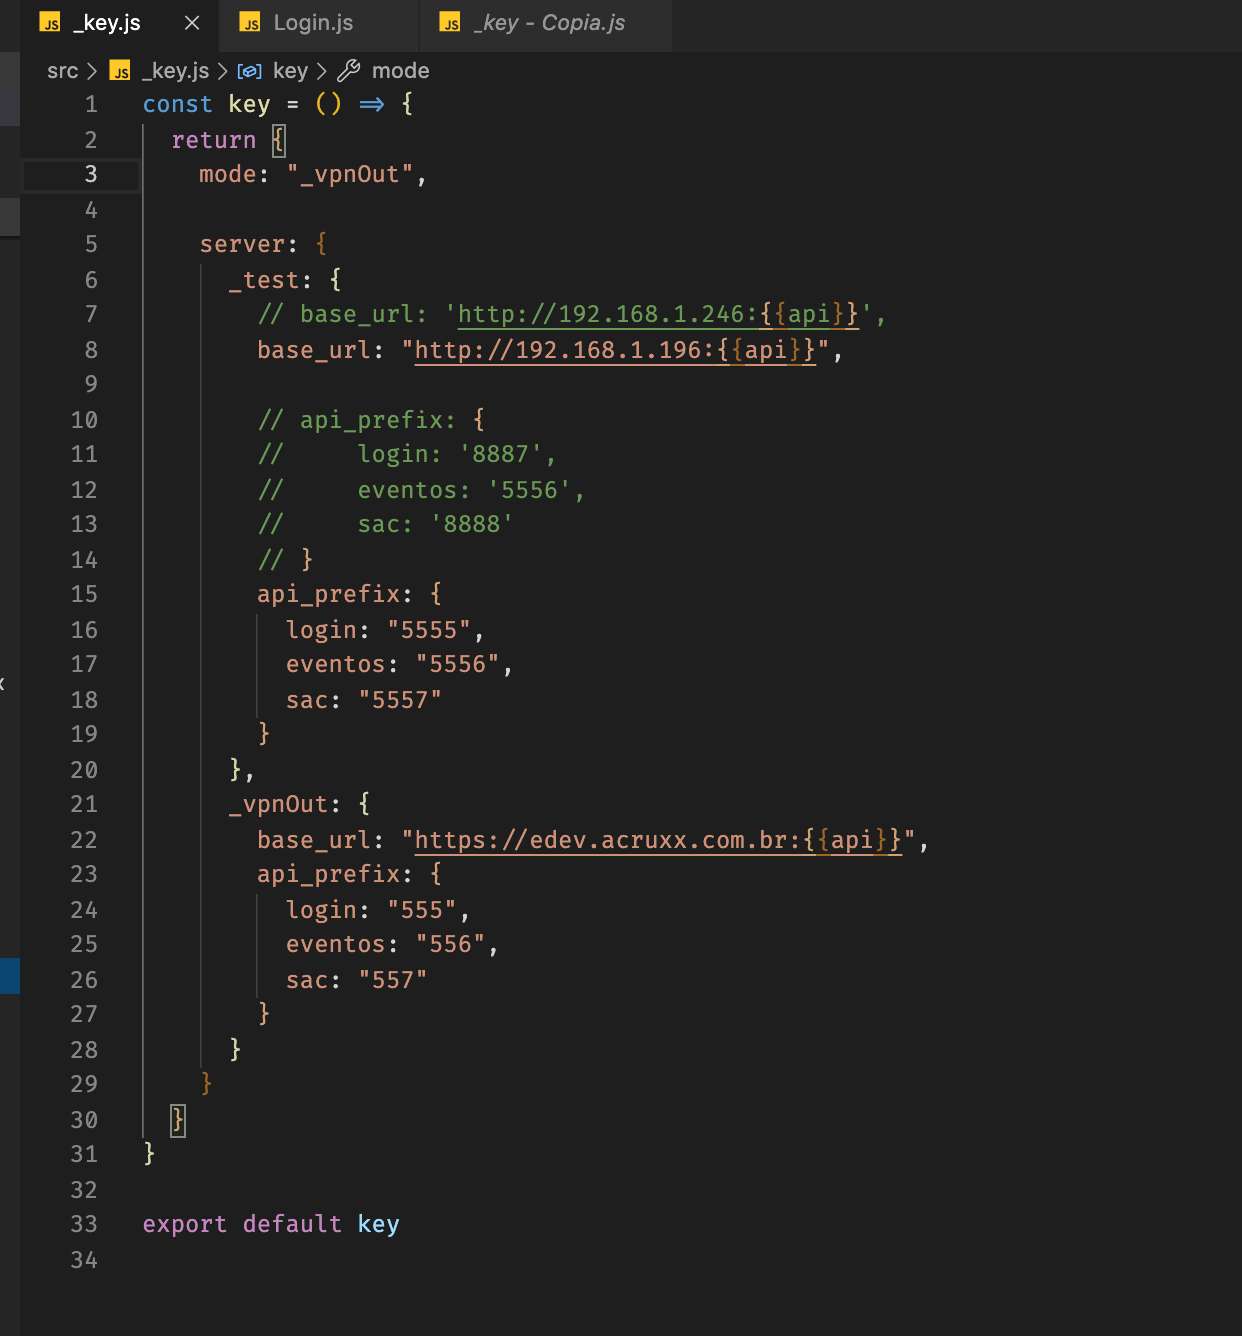 JS _key.js × JS Login.js JS _key - Copia.js
src > JS _key.js > key > mode
1 const key = () => {
2 return {
3 mode: "_vpnOut",
4
5 server: {
6 _test: {
7 // base_url: 'http://192.168.1.246:{{api}}',
8 base_url: "http://192.168.1.196:{{api}}",
9
10 // api_prefix: {
11 // login: '8887',
12 // eventos: '5556',
13 // sac: '8888'
14 // }
15 api_prefix: {
16 login: "5555",
17 eventos: "5556",
18 sac: "5557"
19 }
20 },
21 _vpnOut: {
22 base_url: "https://edev.acruxx.com.br:{{api}}",
23 api_prefix: {
24 login: "555",
25 eventos: "556",
26 sac: "557"
27 }
28 }
29 }
30 }
31 }
32
33 export default key
34